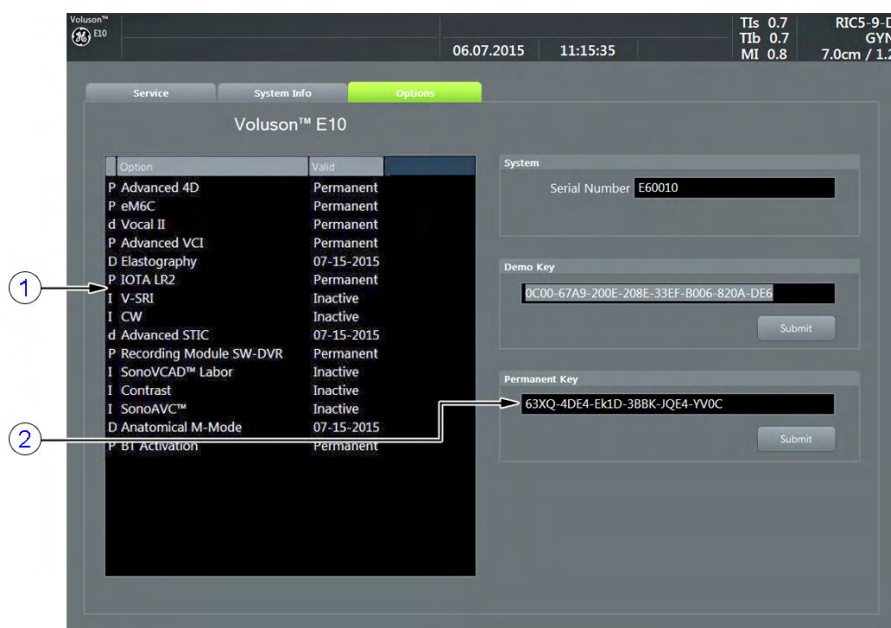 Voluson™
E10
TIs 0.7
TIb 0.7
MI 0.8
RIC5-9-D
GYN
7.0cm / 1.2
06.07.2015 11:15:35
Service System Info Options
Voluson™ E10
Option Valid
P Advanced 4D Permanent
P eM6C Permanent
d Vocal II Permanent
P Advanced VCI Permanent
D Elastography 07-15-2015
P IOTA LR2 Permanent
I V-SRI Inactive
I CW Inactive
d Advanced STIC 07-15-2015
P Recording Module SW-DVR Permanent
I SonoVCAD™ Labor Inactive
I Contrast Inactive
I SonoAVC™ Inactive
D Anatomical M-Mode 07-15-2015
P BT Activation Permanent
System
Serial Number E60010
Demo Key
0C00-67A9-200E-208E-33EF-B006-820A-DE6
Submit
Permanent Key
63XQ-4DE4-Ek1D-3BBK-JQE4-YV0C
Submit
1
2